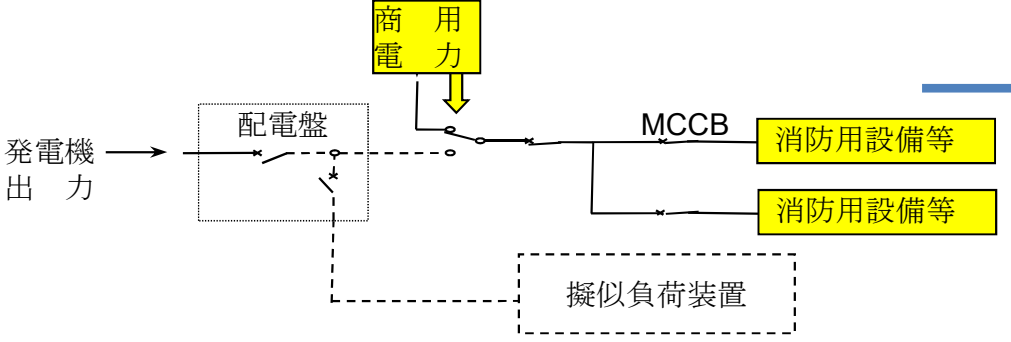 商　用
電　力
配電盤
発電機
出　力
MCCB
消防用設備等
消防用設備等
擬似負荷装置